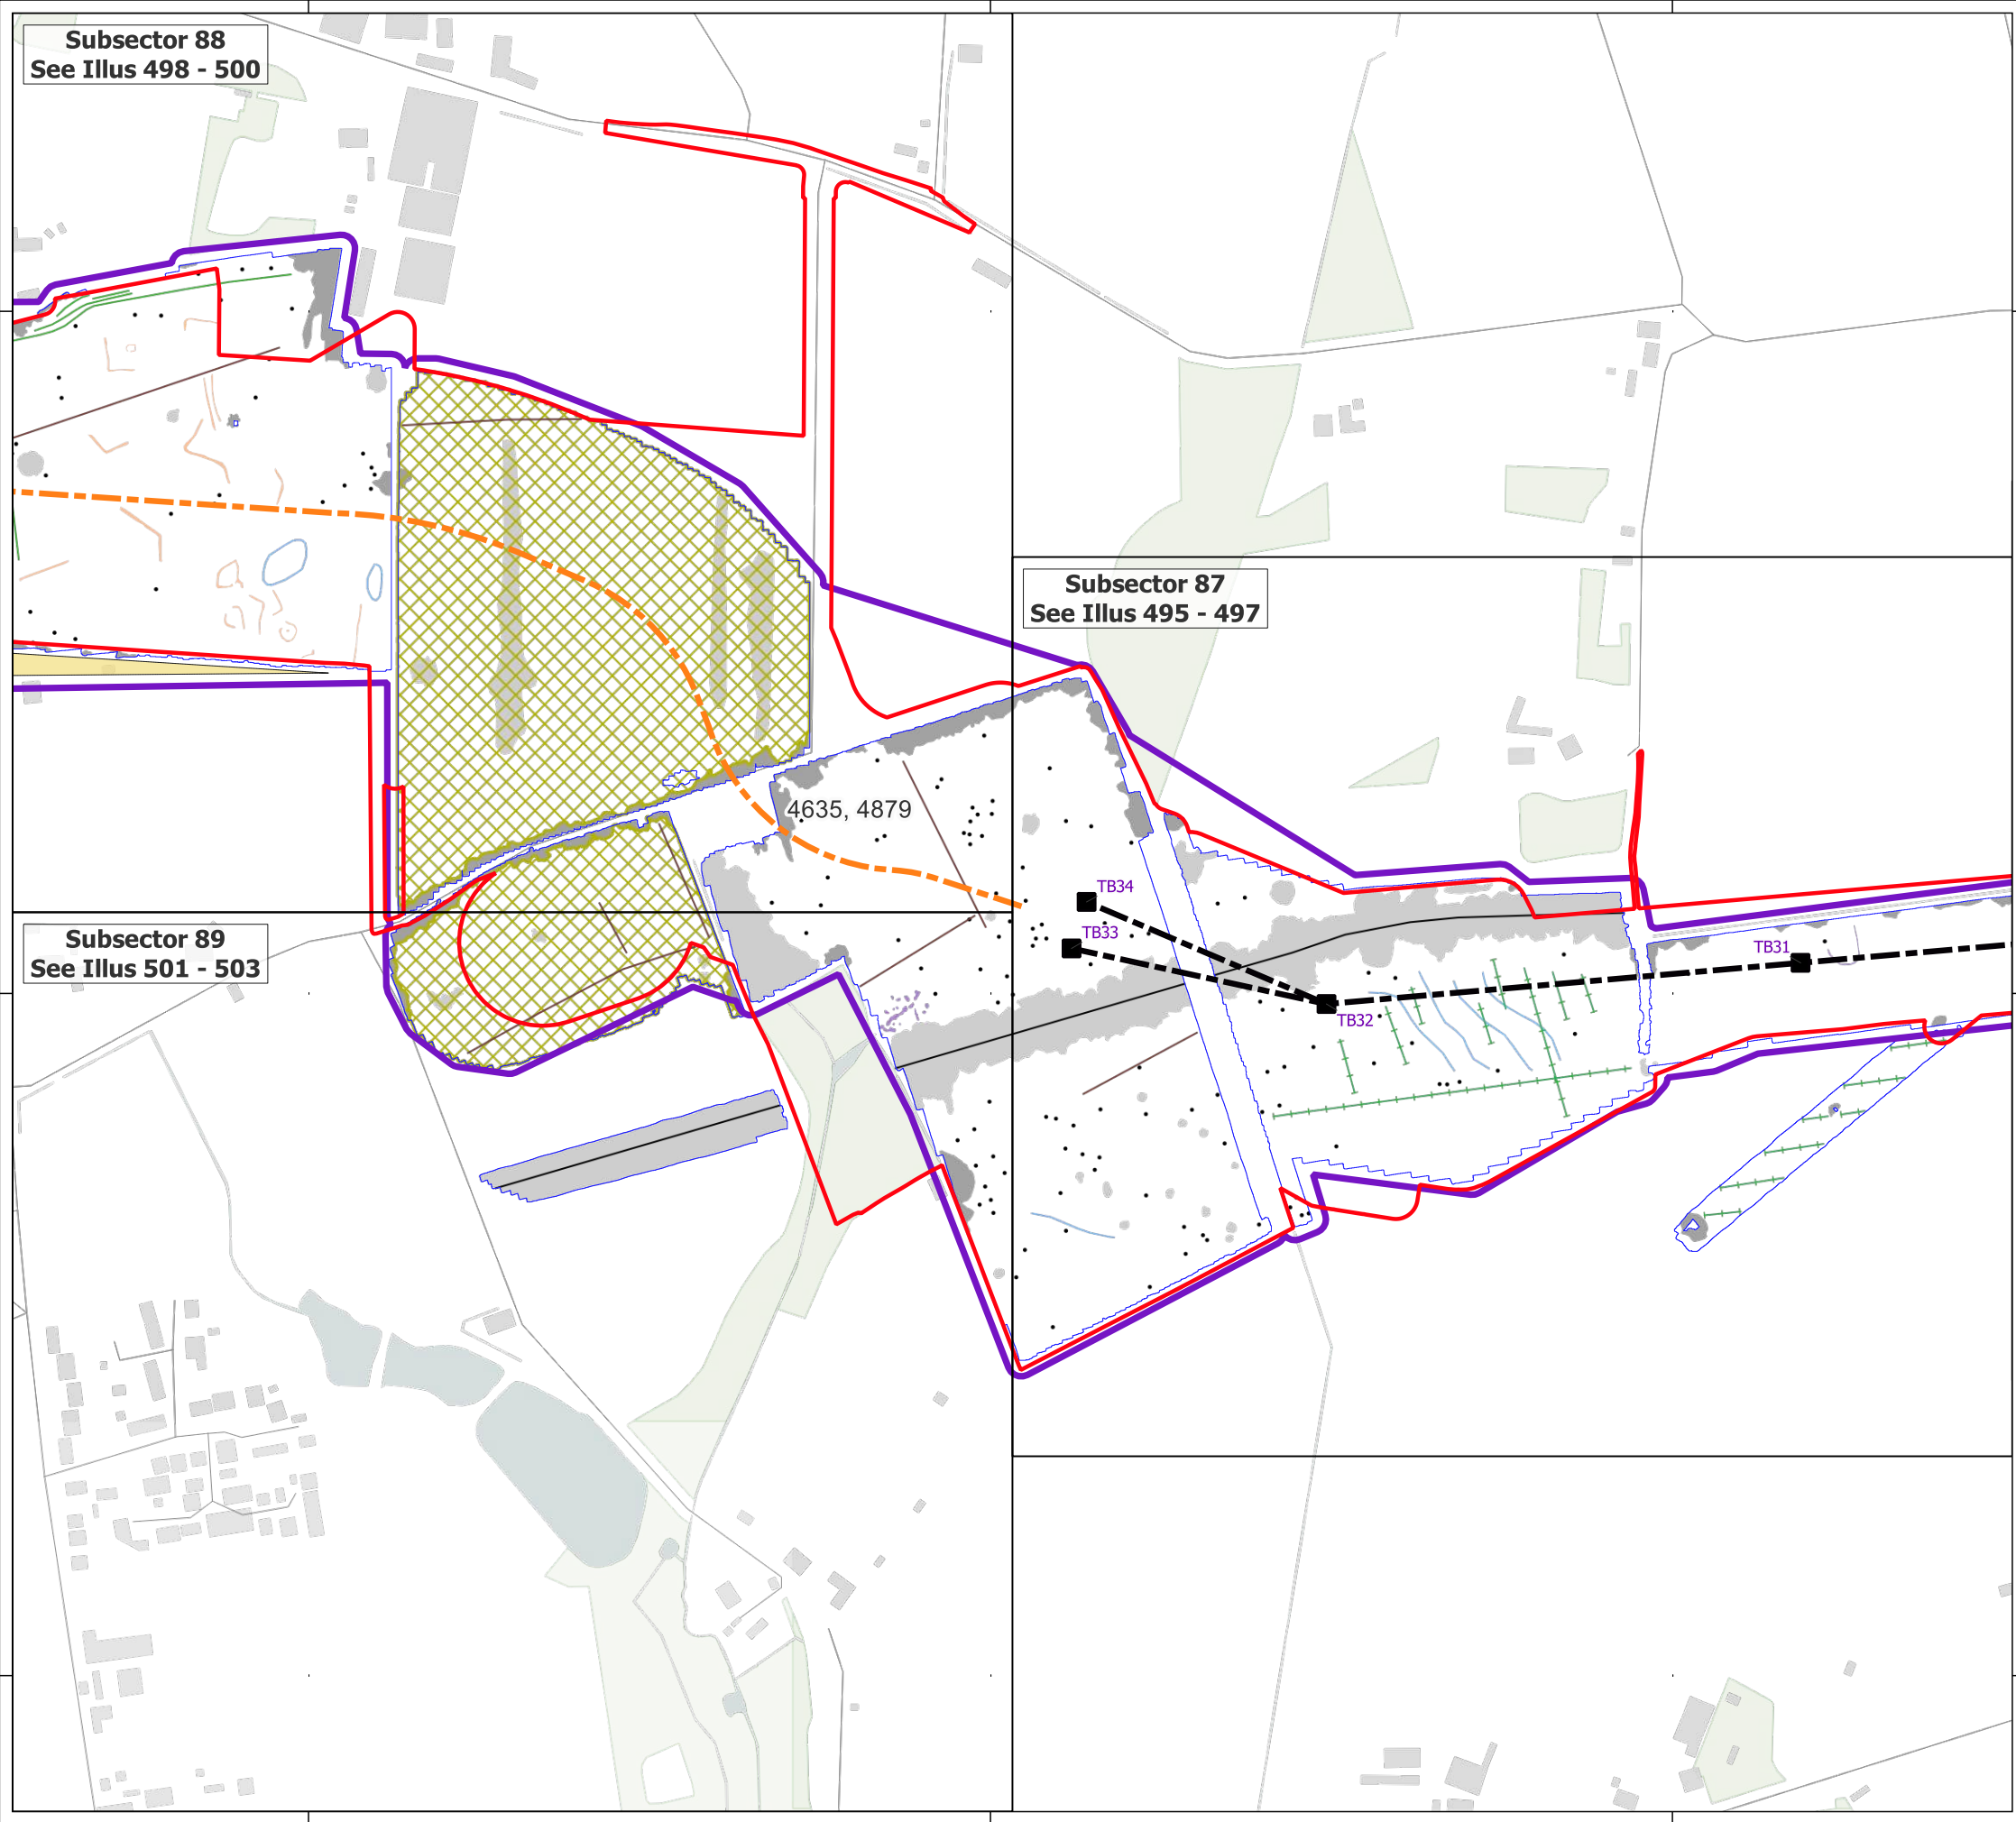 Subsector 88
See Illus 498 - 500
Subsector 87
See Illus 495 - 497
4635, 4879
TB34
TB33
TB31
TB32
Subsector 89
See Illus 501 - 503